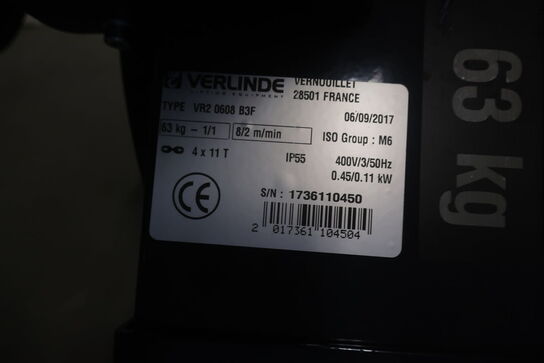 VERLINDE
LIFTING EQUIPMENT
VERNOUILLET
28501 FRANCE
TYPE VR2 0608 B3F
06/09/2017
63 kg - 1/1
8/2 m/min
ISO Group : M6
4 x 11 T
IP55
400V/3/50Hz
0.45/0.11 kW
CE
S/N : 1736110450
2 017361 104504
63 kg